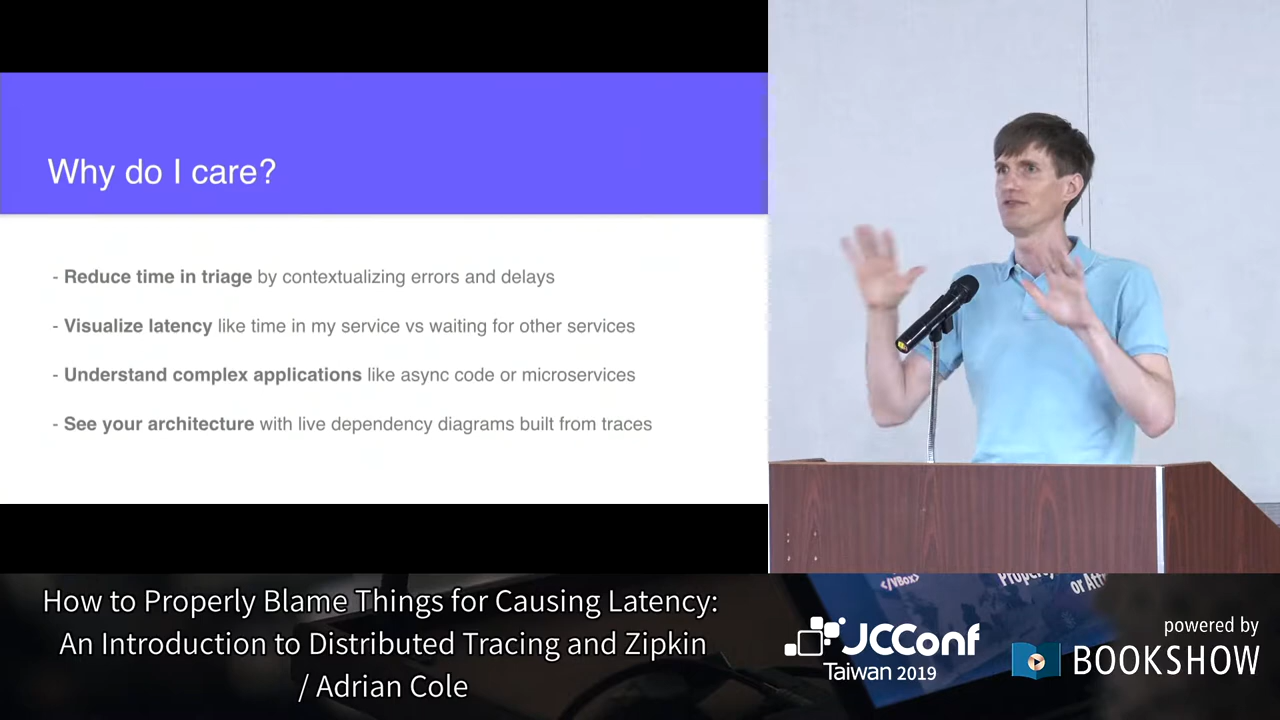 Why do I care?
- Reduce time in triage by contextualizing errors and delays
- Visualize latency like time in my service vs waiting for other services
- Understand complex applications like async code or microservices
- See your architecture with live dependency diagrams built from traces
</VBox>
or
How to Properly Blame Things for Causing Latency:
An Introduction to Distributed Tracing and Zipkin
/ Adrian Cole
JCConf
Taiwan 2019
powered by
BOOKSHOW